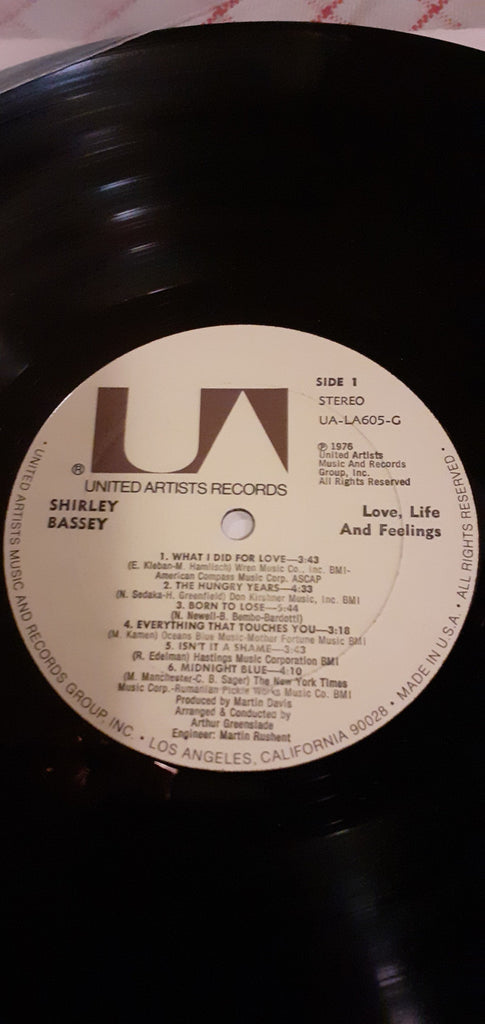 UA
®
UNITED ARTISTS RECORDS
SIDE 1
STEREO
UA-LA605-G
℗ 1976
United Artists
Music And Records
Group, Inc.
All Rights Reserved
SHIRLEY
BASSEY
Love, Life
And Feelings
1. WHAT I DID FOR LOVE—3:43
(E. Kleban-M. Hamlisch) Wren Music Co., Inc. BMI-
American Compass Music Corp. ASCAP
2. THE HUNGRY YEARS—4:33
(N. Sedaka-H. Greenfield) Don Kirshner Music, Inc. BMI
3. BORN TO LOSE—5:44
(N. Newell-B. Bembo-Bardotti)
4. EVERYTHING THAT TOUCHES YOU—3:18
(M. Kamen) Oceans Blue Music-Mother Fortune Music BMI
5. ISN'T IT A SHAME—3:43
(R. Edelman) Hastings Music Corporation BMI
6. MIDNIGHT BLUE—4:10
(M. Manchester-C. B. Sager) The New York Times
Music Corp.-Rumanian Pickle Works Music Co. BMI
Produced by Martin Davis
Arranged & Conducted by
Arthur Greenslade
Engineer: Martin Rushent
• UNITED ARTISTS MUSIC AND RECORDS GROUP, INC. • LOS ANGELES, CALIFORNIA 90028 • MADE IN U.S.A. • ALL RIGHTS RESERVED •